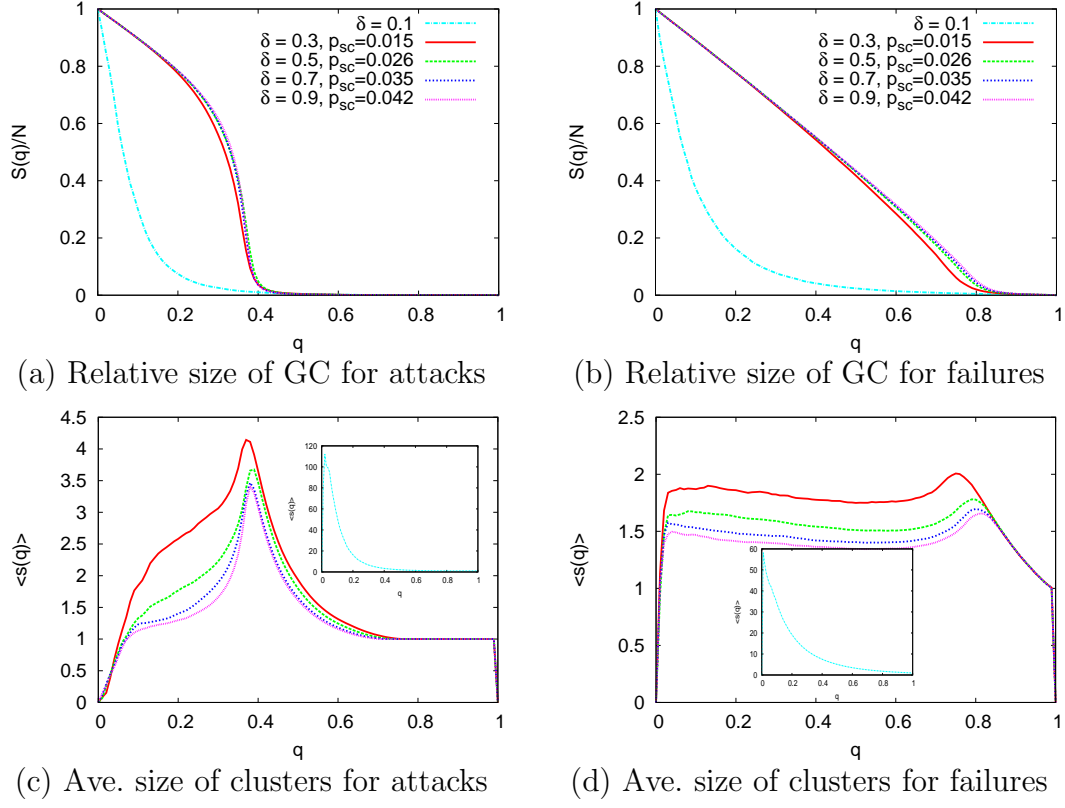 S(q)/N
1
0.8
0.6
0.4
0.2
0
0 0.2 0.4 0.6 0.8 1
q
δ = 0.1
δ = 0.3, psc=0.015
δ = 0.5, psc=0.026
δ = 0.7, psc=0.035
δ = 0.9, psc=0.042
(a) Relative size of GC for attacks
S(q)/N
1
0.8
0.6
0.4
0.2
0
0 0.2 0.4 0.6 0.8 1
q
δ = 0.1
δ = 0.3, psc=0.015
δ = 0.5, psc=0.026
δ = 0.7, psc=0.035
δ = 0.9, psc=0.042
(b) Relative size of GC for failures
<s(q)>
4.5
4
3.5
3
2.5
2
1.5
1
0.5
0
0 0.2 0.4 0.6 0.8 1
q
<s(q)>
120
100
80
60
40
20
0
0 0.2 0.4 0.6 0.8 1
q
(c) Ave. size of clusters for attacks
<s(q)>
2.5
2
1.5
1
0.5
0
0 0.2 0.4 0.6 0.8 1
q
<s(q)>
60
50
40
30
20
10
0
0 0.2 0.4 0.6 0.8 1
q
(d) Ave. size of clusters for failures